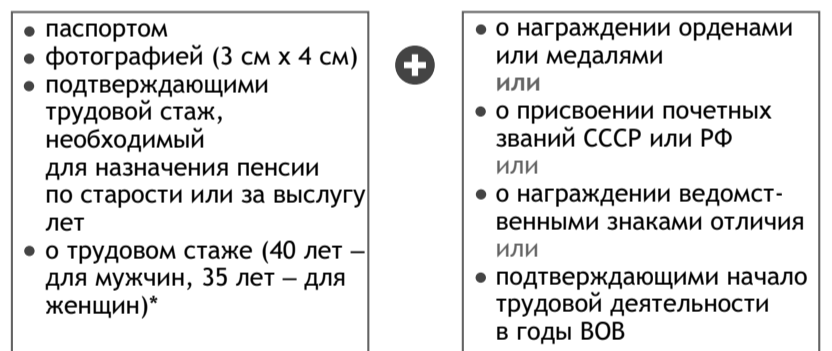 ● паспортом
● фотографией (3 см х 4 см)
● подтверждающими
трудовой стаж,
необходимый
для назначения пенсии
по старости или за выслугу
лет
● о трудовом стаже (40 лет –
для мужчин, 35 лет – для
женщин)*
+
● о награждении орденами
или медалями
или
● о присвоении почетных
званий СССР или РФ
или
● о награждении ведомст-
венными знаками отличия
или
● подтверждающими начало
трудовой деятельности
в годы ВОВ